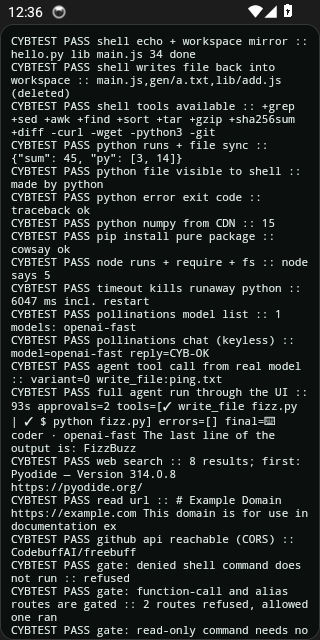 12:36
CYBTEST PASS shell echo + workspace mirror ::
hello.py lib main.js 34 done
CYBTEST PASS shell writes file back into
workspace :: main.js,gen/a.txt,lib/add.js
(deleted)
CYBTEST PASS shell tools available :: +grep
+sed +awk +find +sort +tar +gzip +sha256sum
+diff -curl -wget -python3 -git
CYBTEST PASS python runs + file sync ::
{"sum": 45, "py": [3, 14]}
CYBTEST PASS python file visible to shell ::
made by python
CYBTEST PASS python error exit code ::
traceback ok
CYBTEST PASS python numpy from CDN :: 15
CYBTEST PASS pip install pure package ::
cowsay ok
CYBTEST PASS node runs + require + fs :: node
says 5
CYBTEST PASS timeout kills runaway python ::
6047 ms incl. restart
CYBTEST PASS pollinations model list :: 1
models: openai-fast
CYBTEST PASS pollinations chat (keyless) ::
model=openai-fast reply=CYB-OK
CYBTEST PASS agent tool call from real model
:: variant=0 write_file:ping.txt
CYBTEST PASS full agent run through the UI ::
93s approvals=2 tools=[✓ write_file fizz.py
| ✓ $ python fizz.py] errors=[] final=⌨
coder · openai-fast The last line of the
output is: FizzBuzz
CYBTEST PASS web search :: 8 results; first:
Pyodide — Version 314.0.8
https://pyodide.org/
CYBTEST PASS read url :: # Example Domain
https://example.com This domain is for use in
documentation ex
CYBTEST PASS github api reachable (CORS) ::
CodebuffAI/freebuff
CYBTEST PASS gate: denied shell command does
not run :: refused
CYBTEST PASS gate: function-call and alias
routes are gated :: 2 routes refused, allowed
one ran
CYBTEST PASS gate: read-only command needs no